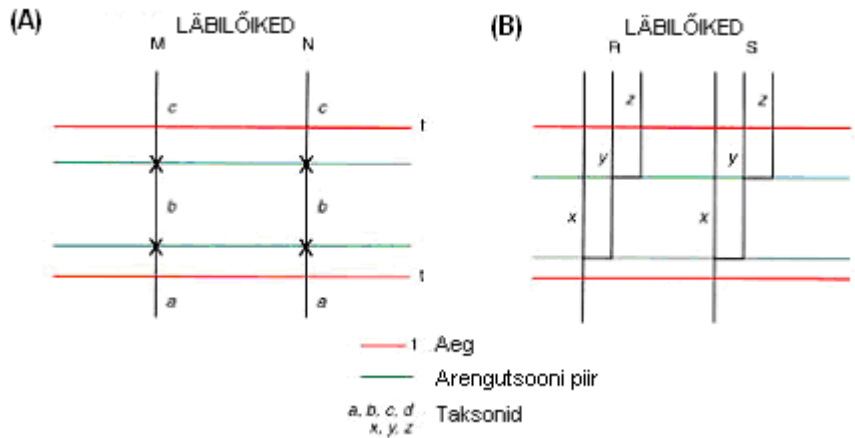 (A) LÄBILÕIKED
M N
c c
t
b b
t
a a
(B) LÄBILÕIKED
R S
z z
y y
x x
t Aeg
Arengutsooni piir
a, b, c, d Taksonid
x, y, z